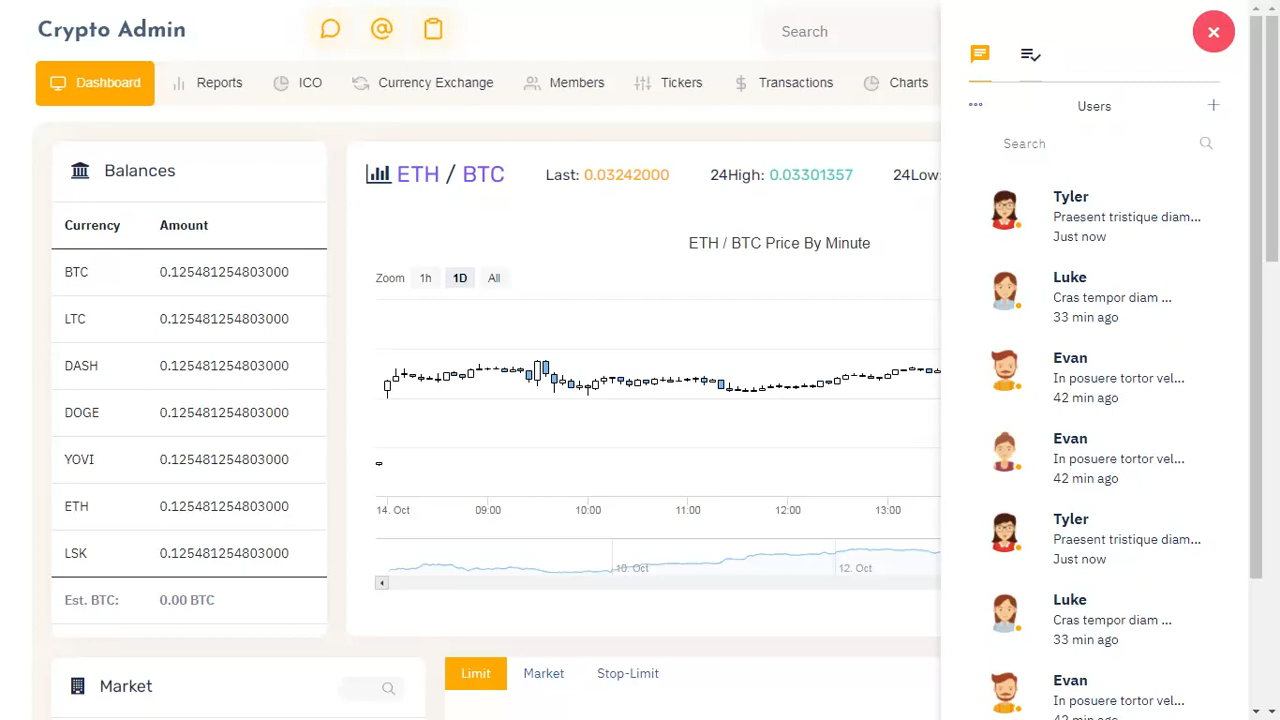 Crypto Admin
Search
Dashboard
Reports
ICO
Currency Exchange
Members
Tickers
Transactions
Charts
Balances
Currency Amount
BTC 0.125481254803000
LTC 0.125481254803000
DASH 0.125481254803000
DOGE 0.125481254803000
YOVI 0.125481254803000
ETH 0.125481254803000
LSK 0.125481254803000
Est. BTC: 0.00 BTC
ETH / BTC
Last: 0.03242000
24High: 0.03301357
24Low:
ETH / BTC Price By Minute
Zoom 1h 1D All
14. Oct 09:00 10:00 11:00 12:00 13:00
10. Oct 12. Oct
Market
Limit Market Stop-Limit
Users
Search
Tyler
Praesent tristique diam...
Just now
Luke
Cras tempor diam ...
33 min ago
Evan
In posuere tortor vel...
42 min ago
Evan
In posuere tortor vel...
42 min ago
Tyler
Praesent tristique diam...
Just now
Luke
Cras tempor diam ...
33 min ago
Evan
In posuere tortor vel...
42 min ago